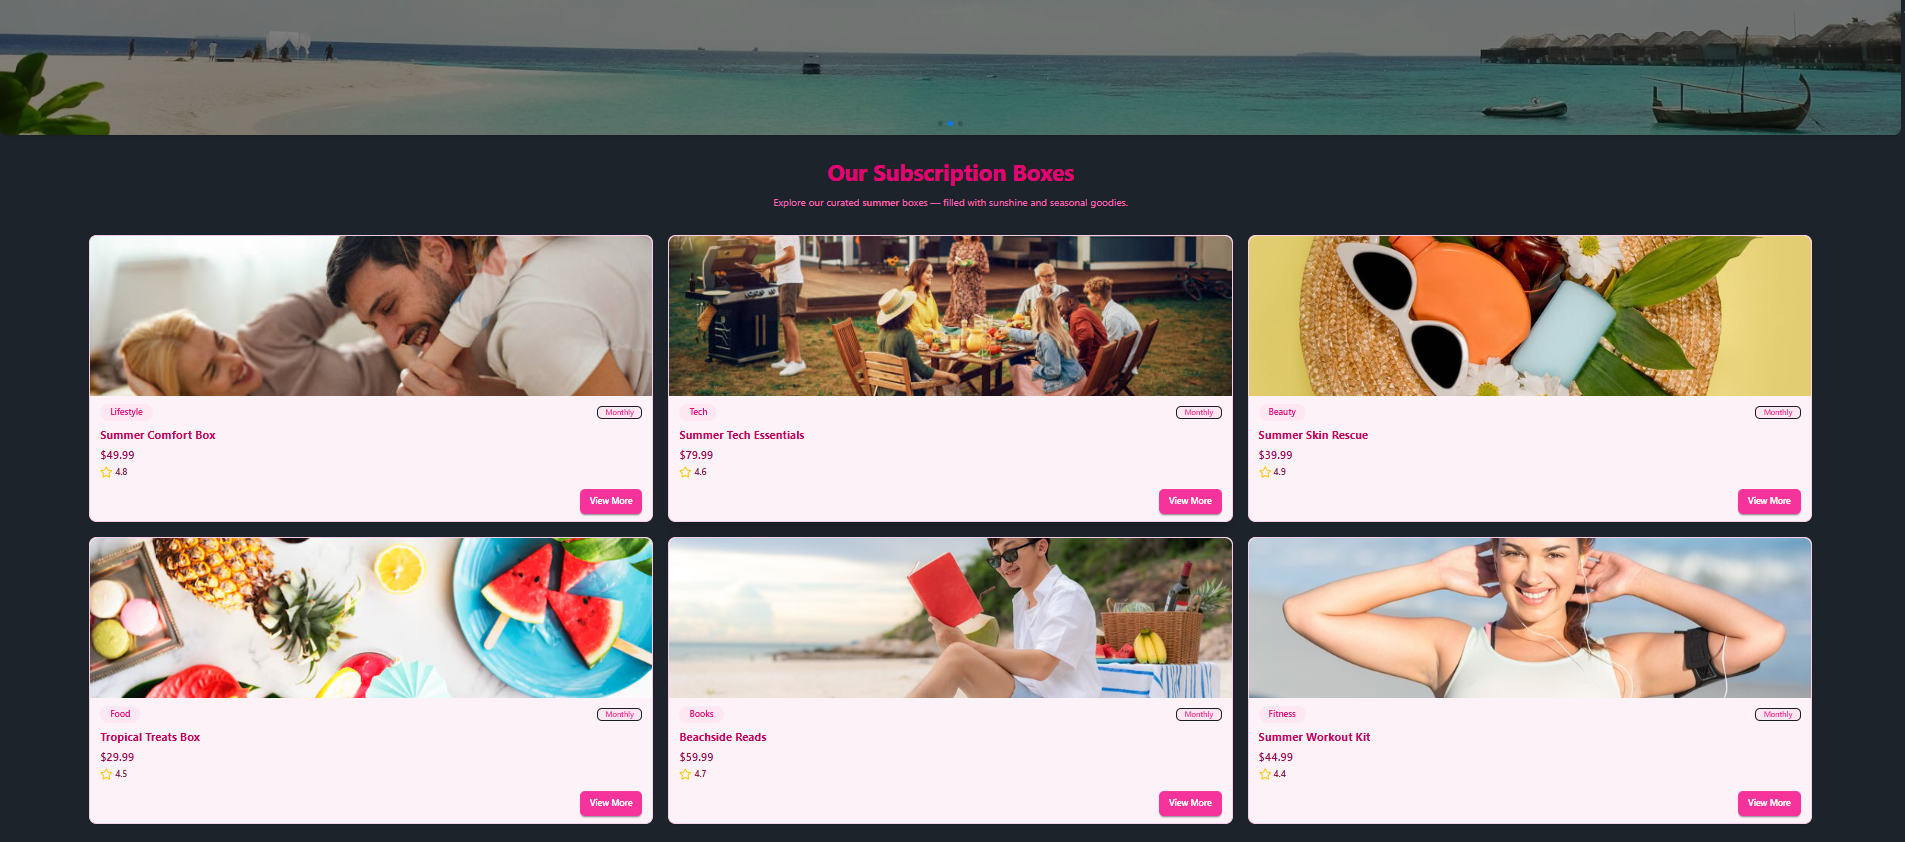 Our Subscription Boxes
Explore our curated summer boxes — filled with sunshine and seasonal goodies.
Lifestyle
Monthly
Summer Comfort Box
$49.99
4.8
View More
Tech
Monthly
Summer Tech Essentials
$79.99
4.6
View More
Beauty
Monthly
Summer Skin Rescue
$39.99
4.9
View More
Food
Monthly
Tropical Treats Box
$29.99
4.5
View More
Books
Monthly
Beachside Reads
$59.99
4.7
View More
Fitness
Monthly
Summer Workout Kit
$44.99
4.4
View More